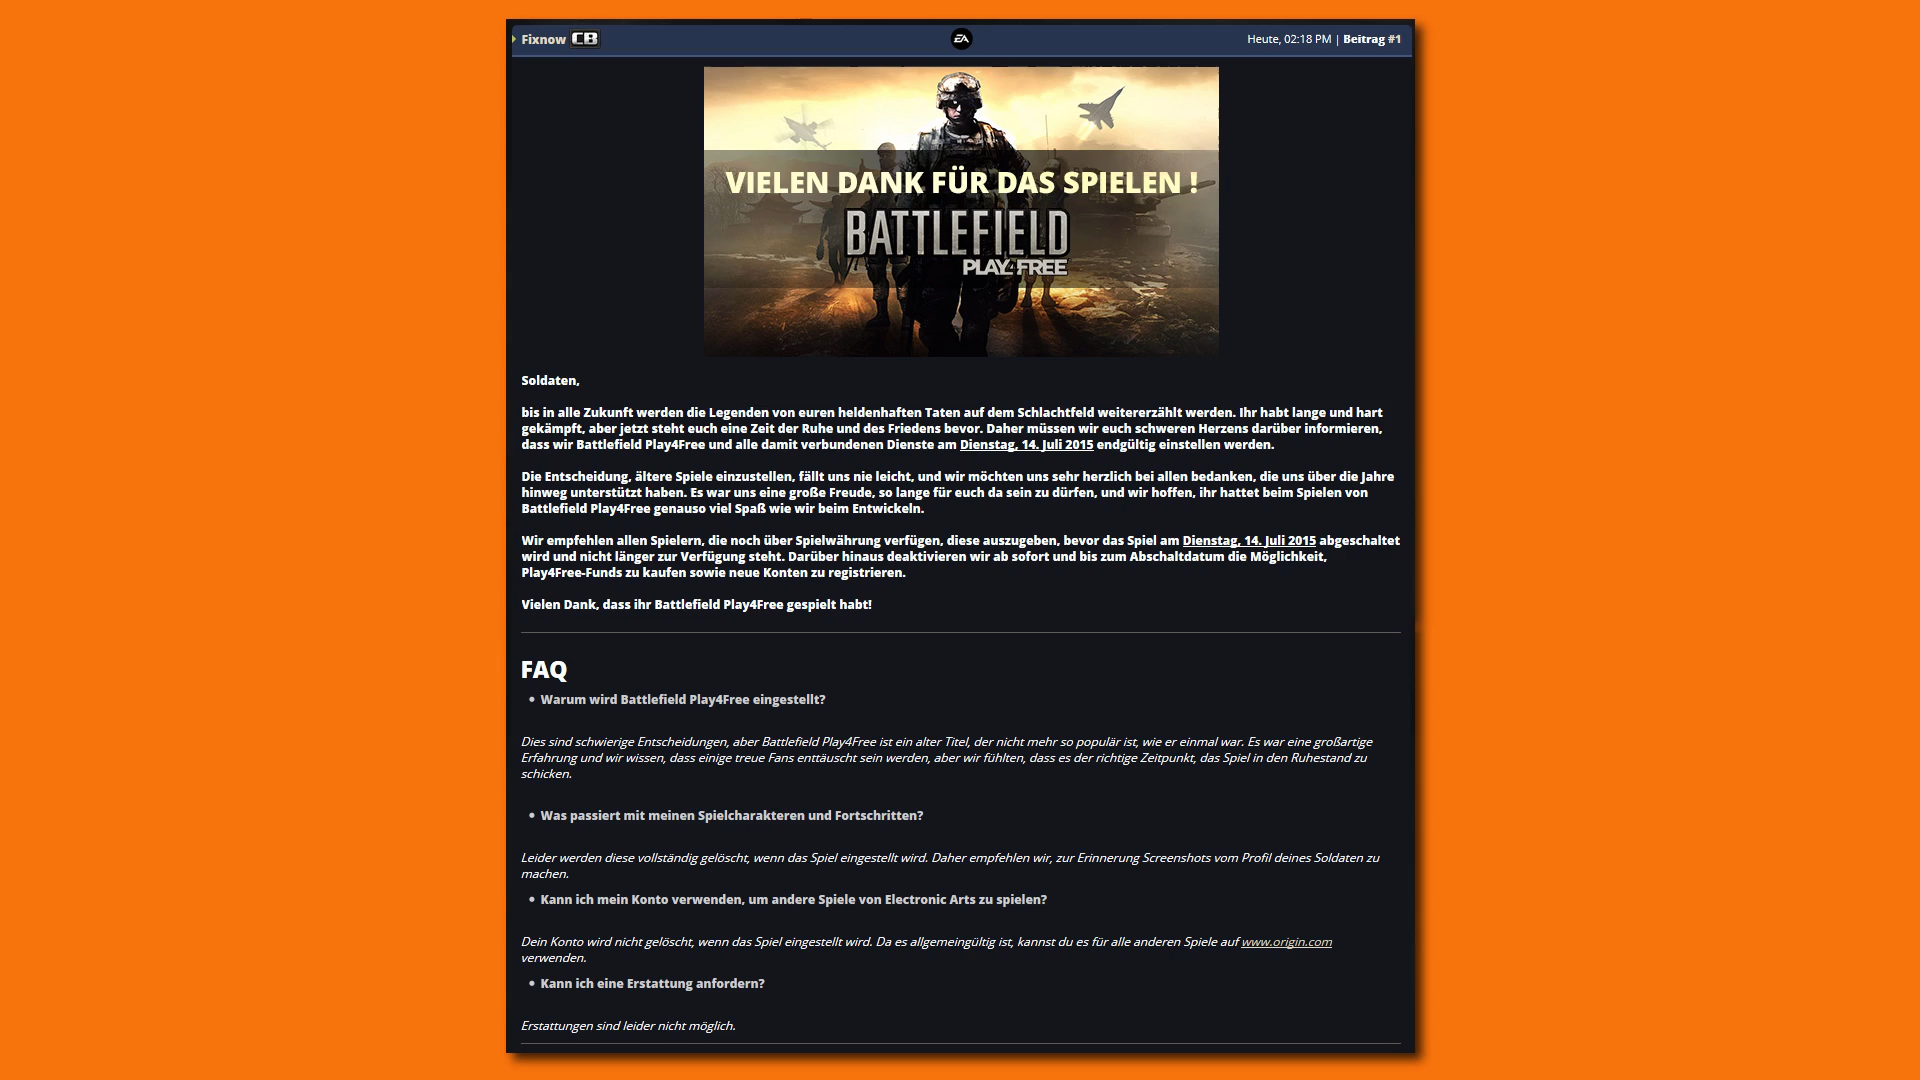 Fixnow CB EA Heute, 02:18 PM | Beitrag #1
VIELEN DANK FÜR DAS SPIELEN !
BATTLEFIELD
PLAY4FREE
Soldaten,
bis in alle Zukunft werden die Legenden von euren heldenhaften Taten auf dem Schlachtfeld weitererzählt werden. Ihr habt lange und hart
gekämpft, aber jetzt steht euch eine Zeit der Ruhe und des Friedens bevor. Daher müssen wir euch schweren Herzens darüber informieren,
dass wir Battlefield Play4Free und alle damit verbundenen Dienste am Dienstag, 14. Juli 2015 endgültig einstellen werden.
Die Entscheidung, ältere Spiele einzustellen, fällt uns nie leicht, und wir möchten uns sehr herzlich bei allen bedanken, die uns über die Jahre
hinweg unterstützt haben. Es war uns eine große Freude, so lange für euch da sein zu dürfen, und wir hoffen, ihr hattet beim Spielen von
Battlefield Play4Free genauso viel Spaß wie wir beim Entwickeln.
Wir empfehlen allen Spielern, die noch über Spielwährung verfügen, diese auszugeben, bevor das Spiel am Dienstag, 14. Juli 2015 abgeschaltet
wird und nicht länger zur Verfügung steht. Darüber hinaus deaktivieren wir ab sofort und bis zum Abschaltdatum die Möglichkeit,
Play4Free-Funds zu kaufen sowie neue Konten zu registrieren.
Vielen Dank, dass ihr Battlefield Play4Free gespielt habt!
FAQ
• Warum wird Battlefield Play4Free eingestellt?
Dies sind schwierige Entscheidungen, aber Battlefield Play4Free ist ein alter Titel, der nicht mehr so populär ist, wie er einmal war. Es war eine großartige
Erfahrung und wir wissen, dass einige treue Fans enttäuscht sein werden, aber wir fühlten, dass es der richtige Zeitpunkt, das Spiel in den Ruhestand zu
schicken.
• Was passiert mit meinen Spielcharakteren und Fortschritten?
Leider werden diese vollständig gelöscht, wenn das Spiel eingestellt wird. Daher empfehlen wir, zur Erinnerung Screenshots vom Profil deines Soldaten zu
machen.
• Kann ich mein Konto verwenden, um andere Spiele von Electronic Arts zu spielen?
Dein Konto wird nicht gelöscht, wenn das Spiel eingestellt wird. Da es allgemeingültig ist, kannst du es für alle anderen Spiele auf www.origin.com
verwenden.
• Kann ich eine Erstattung anfordern?
Erstattungen sind leider nicht möglich.